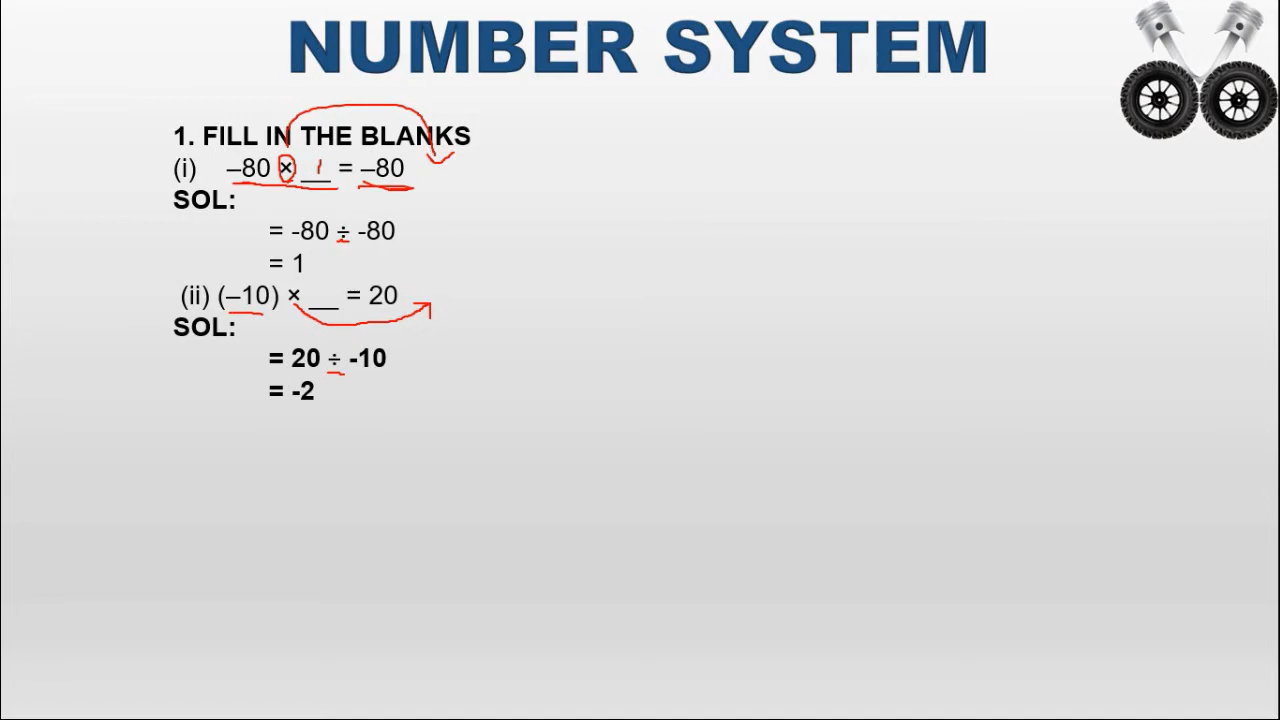 NUMBER SYSTEM
1. FILL IN THE BLANKS
(i) –80 × 1 = –80
SOL:
= -80 ÷ -80
= 1
(ii) (–10) × __ = 20
SOL:
= 20 ÷ -10
= -2